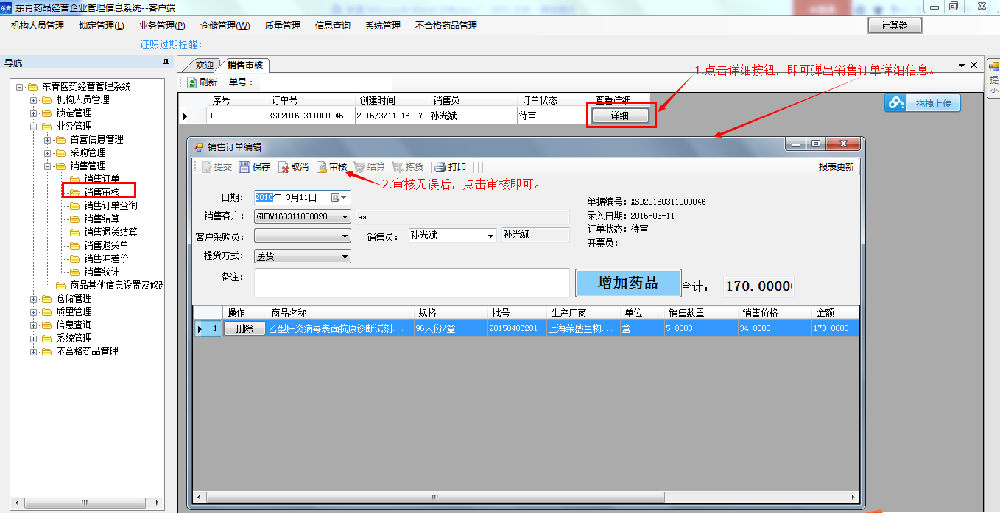 东青药品经营企业管理信息系统--客户端
机构人员管理 锁定管理(L) 业务管理(P) 仓储管理(W) 质量管理 信息查询 系统管理 不合格药品管理 计算器
证照过期提醒：
导航
东青医药经营管理系统
机构人员管理
锁定管理
业务管理
首营信息管理
采购管理
销售管理
销售订单
销售审核
销售订单查询
销售结算
销售退货结算
销售退货单
销售冲差价
销售统计
商品其他信息设置及修改
仓储管理
质量管理
信息查询
系统管理
不合格药品管理
欢迎 销售审核
刷新 单号：
序号 订单号 创建时间 销售员 订单状态 查看详细
1 XSD20160311000046 2016/3/11 16:07 孙光斌 待审 详细
1.点击详细按钮，即可弹出销售订单详细信息。
拖拽上传
提示
销售订单编辑
提交 保存 取消 审核 结算 拣货 打印 报表更新
2.审核无误后，点击审核即可。
日期： 2016年 3月11日
销售客户： GHDW160311000020 aa
客户采购员： 销售员： 孙光斌 孙光斌
提货方式： 送货
备注：
单据编号：XSD20160311000046
录入日期：2016-03-11
订单状态：待审
开票员：
增加药品 合计： 170.0000
操作 商品名称 规格 批号 生产厂商 单位 销售数量 销售价格 金额
1 删除 乙型肝炎病毒表面抗原诊断试剂... 96人份/盒 20150406201 上海荣盛生物... 盒 5.0000 34.0000 170.0000